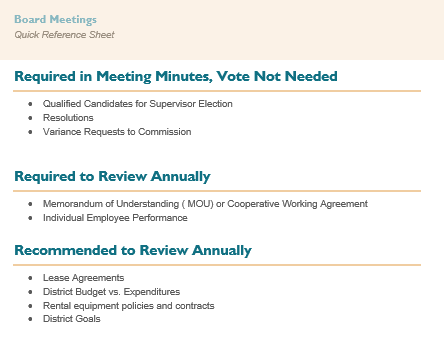 Board Meetings
Quick Reference Sheet
Required in Meeting Minutes, Vote Not Needed
• Qualified Candidates for Supervisor Election
• Resolutions
• Variance Requests to Commission
Required to Review Annually
• Memorandum of Understanding ( MOU) or Cooperative Working Agreement
• Individual Employee Performance
Recommended to Review Annually
• Lease Agreements
• District Budget vs. Expenditures
• Rental equipment policies and contracts
• District Goals